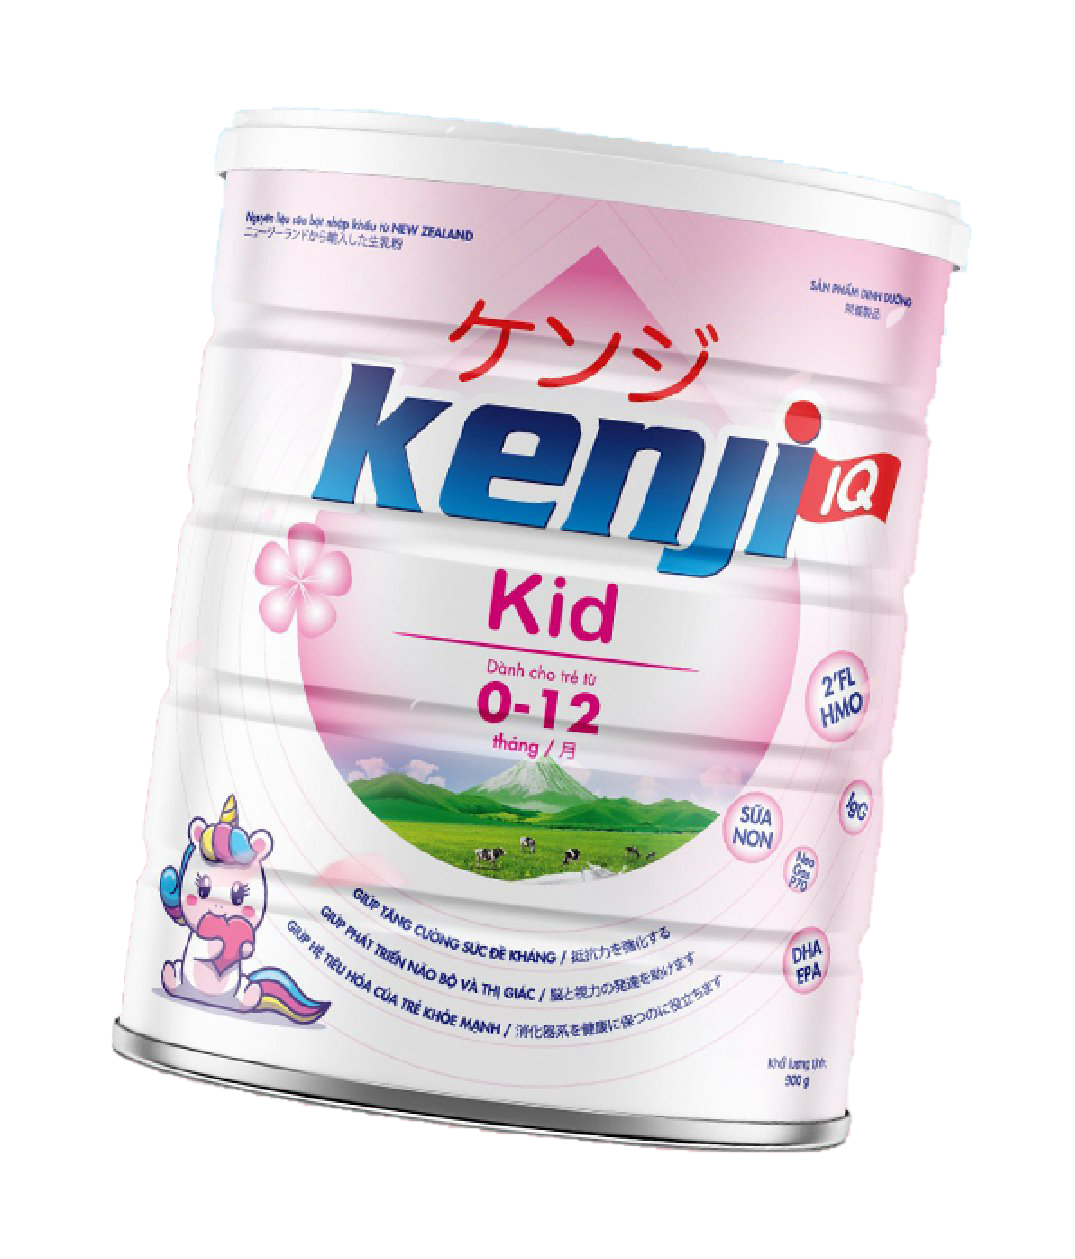 Nguyên liệu sữa bột nhập khẩu từ NEW ZEALAND
ニュージーランドから輸入した生乳粉
SẢN PHẨM DINH DƯỠNG
栄養製品
ケンジ
kenji
IQ
Kid
Dành cho trẻ từ
0-12
tháng / 月
2'FL
HMO
IgG
SỮA
NON
P70
DHA
EPA
GIÚP TĂNG CƯỜNG SỨC ĐỀ KHÁNG / 抵抗力を強化する
GIÚP PHÁT TRIỂN NÃO BỘ VÀ THỊ GIÁC / 脳と視力の発達を助けます
GIÚP HỆ TIÊU HÓA CỦA TRẺ KHỎE MẠNH / 消化器系を健康に保つのに役立ちます
Khối lượng tịnh:
900 g